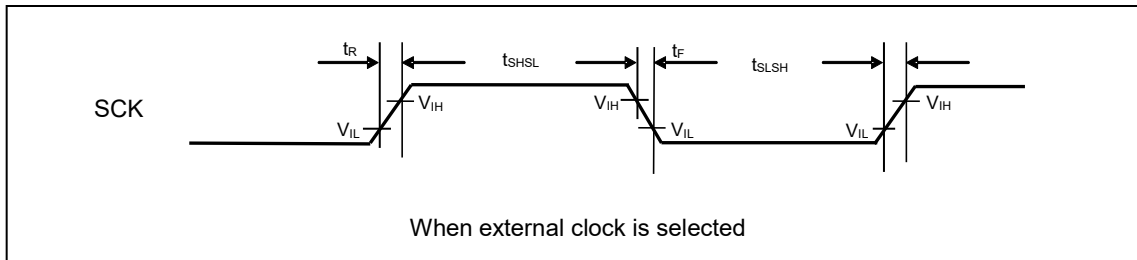 tR tSHSL tF tSLSH
SCK
VIH VIH VIH
VIL VIL VIL
When external clock is selected